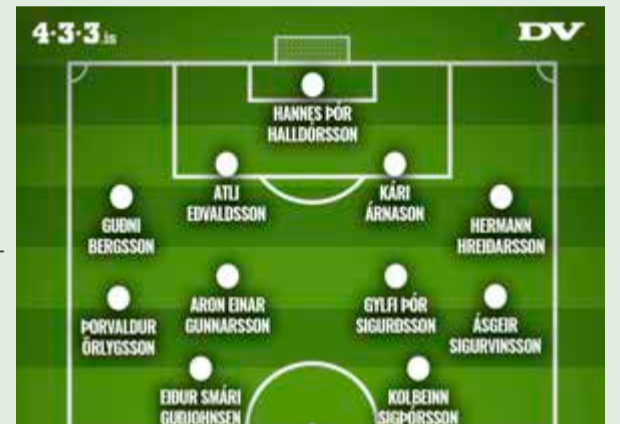 4·3·3.is
DV
HANNES ÞÓR
HALLDÓRSSON
ATLI
EDVALDSSON
KÁRI
ÁRNASON
GUÐNI
BERGSSON
HERMANN
HREIÐARSSON
ÞORVALDUR
ÖRLYGSSON
ARON EINAR
GUNNARSSON
GYLFI ÞÓR
SIGURDSSON
ÁSGEIR
SIGURVINSSON
EIÐUR SMÁRI
GUÐJOHNSEN
KOLBEINN
SIGÞÓRSSON